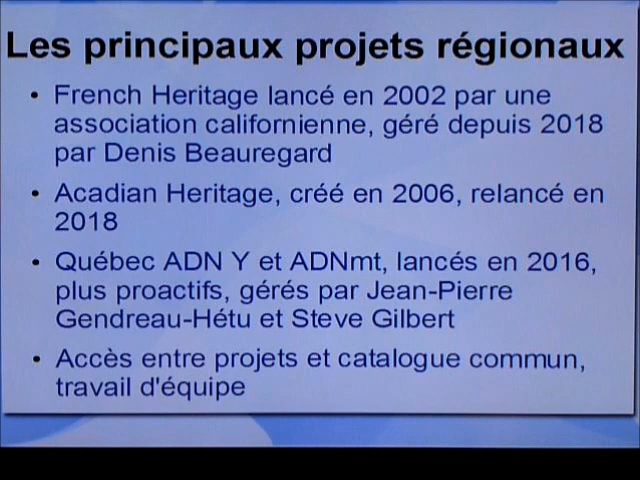 Les principaux projets régionaux
• French Heritage lancé en 2002 par une
association californienne, géré depuis 2018
par Denis Beauregard
• Acadian Heritage, créé en 2006, relancé en
2018
• Québec ADN Y et ADNmt, lancés en 2016,
plus proactifs, gérés par Jean-Pierre
Gendreau-Hétu et Steve Gilbert
• Accès entre projets et catalogue commun,
travail d'équipe